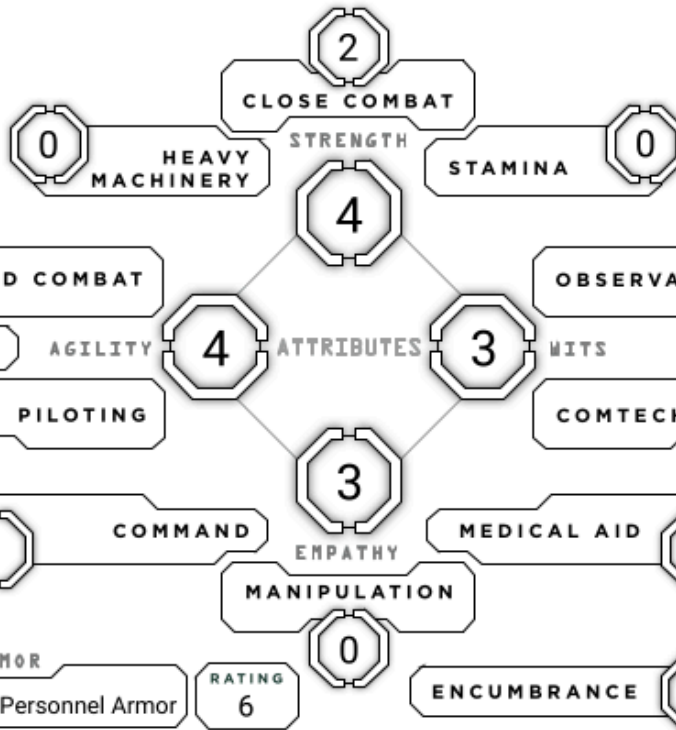 2
CLOSE COMBAT
0
HEAVY
MACHINERY
STRENGTH
STAMINA
0
4
D COMBAT
OBSERVA
AGILITY
4
ATTRIBUTES
3
WITS
PILOTING
COMTECH
3
COMMAND
MEDICAL AID
EMPATHY
MANIPULATION
0
MOR
Personnel Armor
RATING
6
ENCUMBRANCE